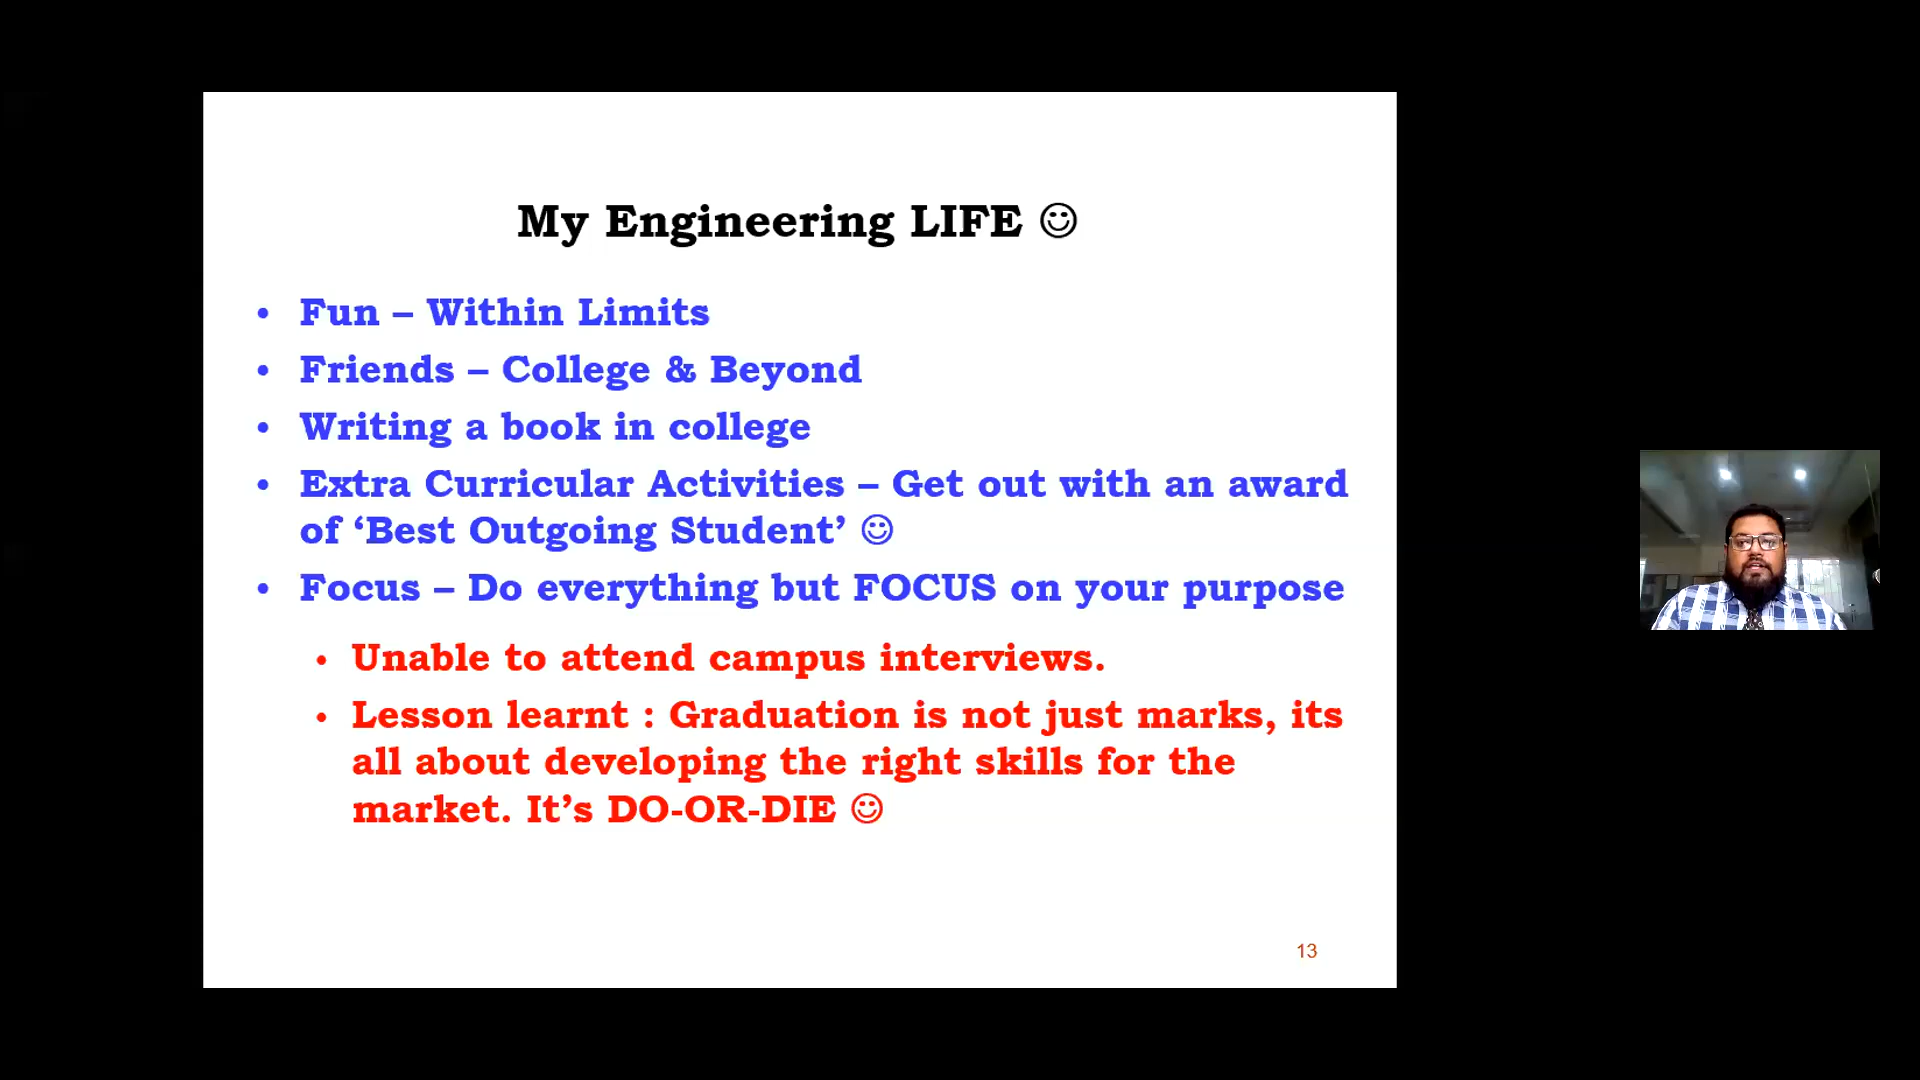 My Engineering LIFE ☺
• Fun – Within Limits
• Friends – College & Beyond
• Writing a book in college
• Extra Curricular Activities – Get out with an award
of ‘Best Outgoing Student’ ☺
• Focus – Do everything but FOCUS on your purpose
• Unable to attend campus interviews.
• Lesson learnt : Graduation is not just marks, its
all about developing the right skills for the
market. It’s DO-OR-DIE ☺
13